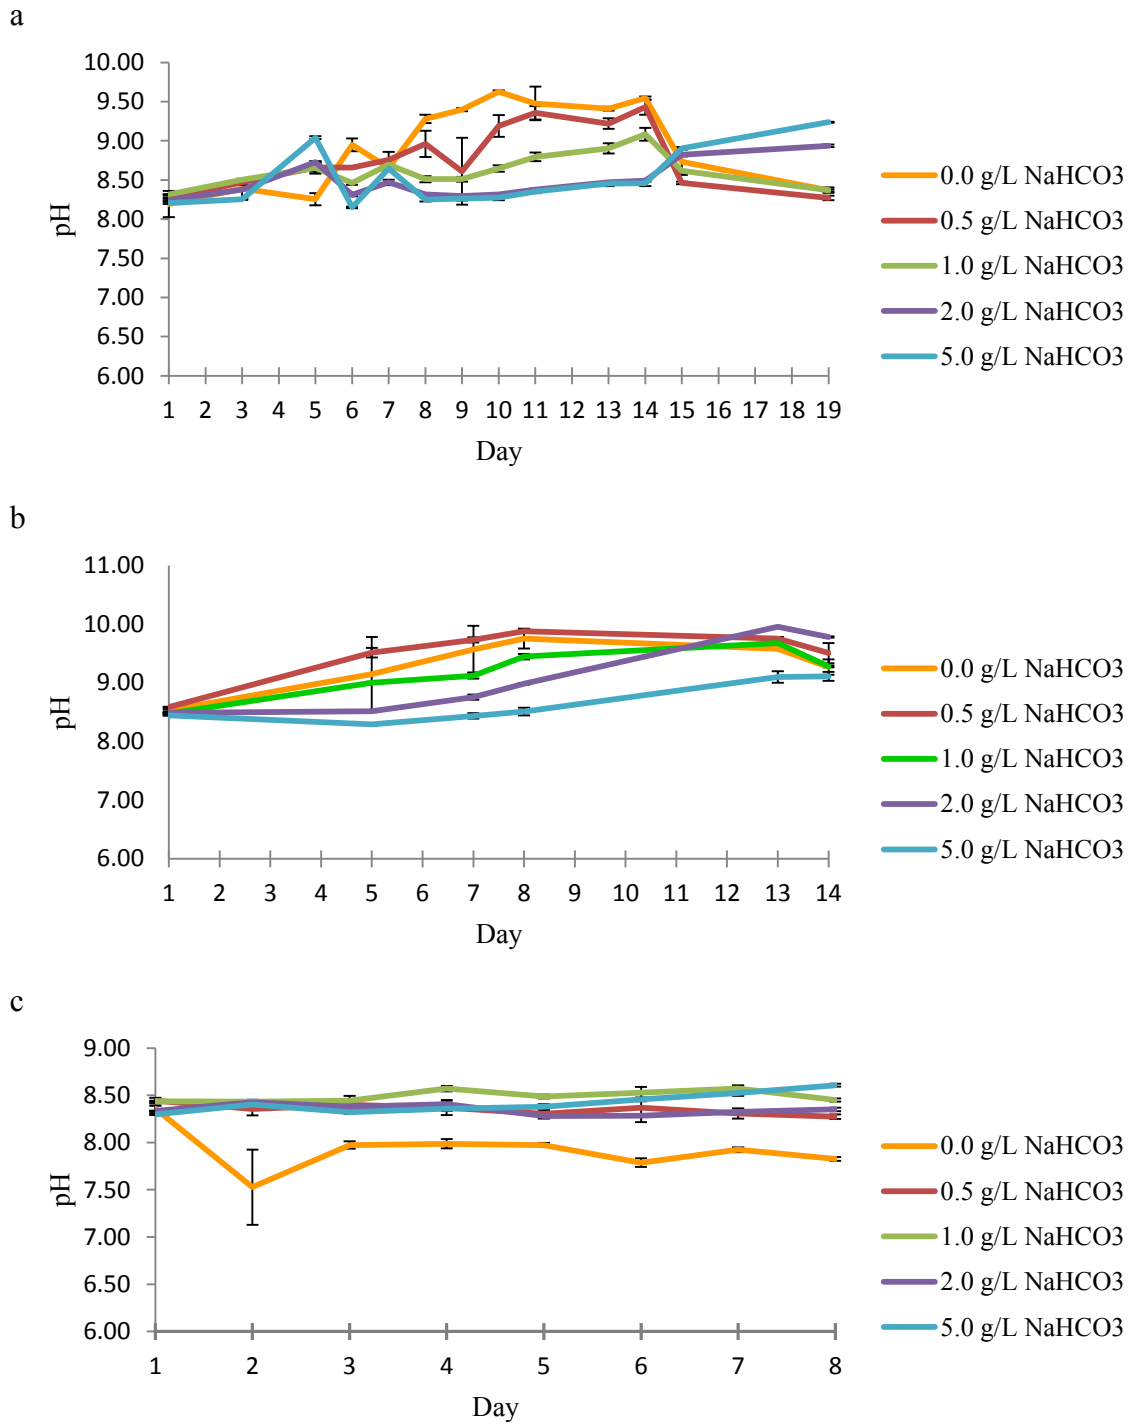 a
10.00
9.50
9.00
8.50
8.00
7.50
7.00
6.50
6.00
pH
1 2 3 4 5 6 7 8 9 10 11 12 13 14 15 16 17 18 19
Day
0.0 g/L NaHCO3
0.5 g/L NaHCO3
1.0 g/L NaHCO3
2.0 g/L NaHCO3
5.0 g/L NaHCO3
b
11.00
10.00
9.00
8.00
7.00
6.00
pH
1 2 3 4 5 6 7 8 9 10 11 12 13 14
Day
0.0 g/L NaHCO3
0.5 g/L NaHCO3
1.0 g/L NaHCO3
2.0 g/L NaHCO3
5.0 g/L NaHCO3
c
9.00
8.50
8.00
7.50
7.00
6.50
6.00
pH
1 2 3 4 5 6 7 8
Day
0.0 g/L NaHCO3
0.5 g/L NaHCO3
1.0 g/L NaHCO3
2.0 g/L NaHCO3
5.0 g/L NaHCO3